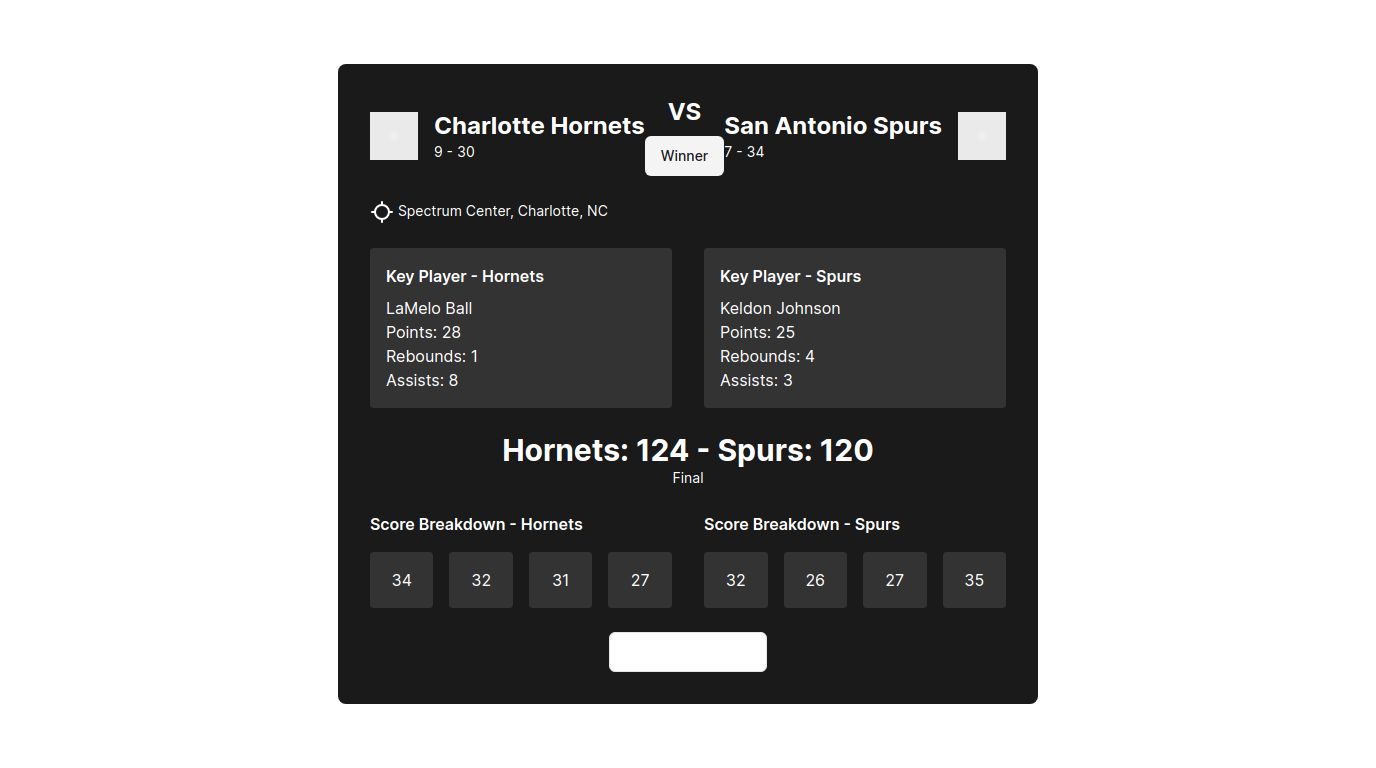 VS
Charlotte Hornets
San Antonio Spurs
9 - 30
Winner
7 - 34
Spectrum Center, Charlotte, NC
Key Player - Hornets
LaMelo Ball
Points: 28
Rebounds: 1
Assists: 8
Key Player - Spurs
Keldon Johnson
Points: 25
Rebounds: 4
Assists: 3
Hornets: 124 - Spurs: 120
Final
Score Breakdown - Hornets
34 32 31 27
Score Breakdown - Spurs
32 26 27 35